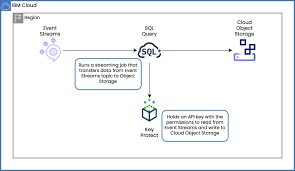 IBM Cloud
Region
Event
Streams
SQL
Query
Cloud
Object
Storage
SQL
Runs a streaming job that
transfers data from Event
Streams topic to Object
Storage
Key
Protect
Holds an API key with the
permissions to read from
Event Streams and write to
Cloud Object Storage